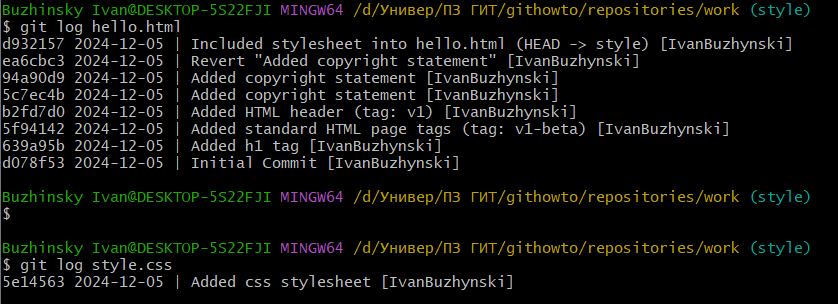 Buzhinsky Ivan@DESKTOP-5S22FJI MINGW64 /d/Универ/ПЗ ГИТ/githowto/repositories/work (style)
$ git log hello.html
d932157 2024-12-05 | Included stylesheet into hello.html (HEAD -> style) [IvanBuzhynski]
ea6cbc3 2024-12-05 | Revert "Added copyright statement" [IvanBuzhynski]
94a90d9 2024-12-05 | Added copyright statement [IvanBuzhynski]
5c7ec4b 2024-12-05 | Added copyright statement [IvanBuzhynski]
b2fd7d0 2024-12-05 | Added HTML header (tag: v1) [IvanBuzhynski]
5f94142 2024-12-05 | Added standard HTML page tags (tag: v1-beta) [IvanBuzhynski]
639a95b 2024-12-05 | Added h1 tag [IvanBuzhynski]
d078f53 2024-12-05 | Initial Commit [IvanBuzhynski]
Buzhinsky Ivan@DESKTOP-5S22FJI MINGW64 /d/Универ/ПЗ ГИТ/githowto/repositories/work (style)
$
Buzhinsky Ivan@DESKTOP-5S22FJI MINGW64 /d/Универ/ПЗ ГИТ/githowto/repositories/work (style)
$ git log style.css
5e14563 2024-12-05 | Added css stylesheet [IvanBuzhynski]